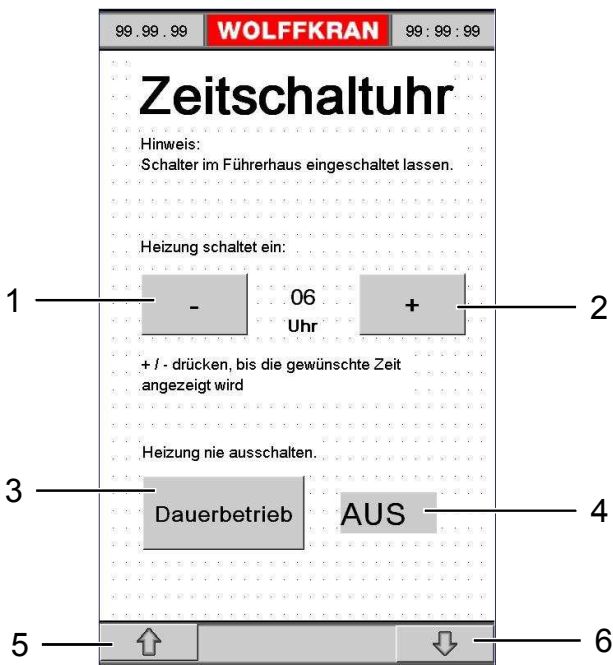 99.99.99 WOLFFKRAN 99:99:99
Zeitschaltuhr
Hinweis:
Schalter im Führerhaus eingeschaltet lassen.
Heizung schaltet ein:
1 - 06 + 2
Uhr
+ / - drücken, bis die gewünschte Zeit
angezeigt wird
Heizung nie ausschalten.
3 Dauerbetrieb AUS 4
5 6